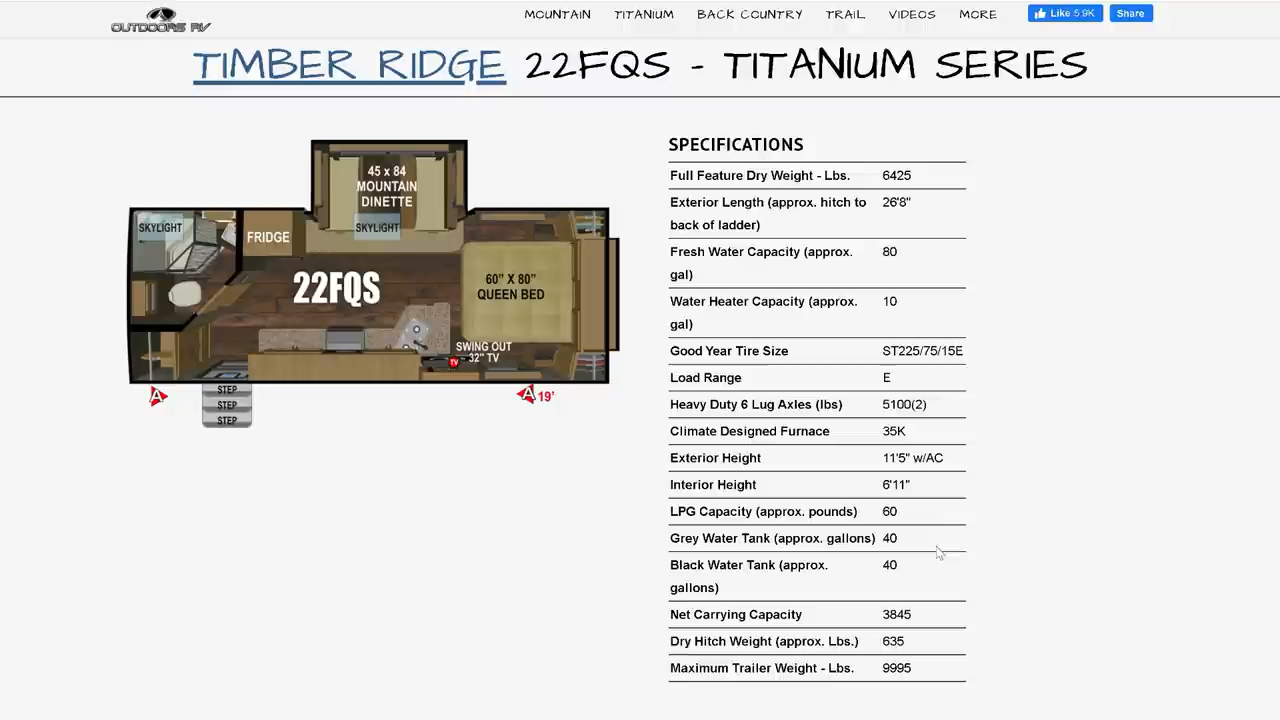 OUTDOORS RV
MOUNTAIN TITANIUM BACK COUNTRY TRAIL VIDEOS MORE
Like 5.9K Share
TIMBER RIDGE 22FQS - TITANIUM SERIES
45 x 84
MOUNTAIN
DINETTE
SKYLIGHT
SKYLIGHT
FRIDGE
22FQS
60" X 80"
QUEEN BED
SWING OUT
32" TV
TV
A
A 19'
STEP
STEP
STEP
SPECIFICATIONS
Full Feature Dry Weight - Lbs. 6425
Exterior Length (approx. hitch to 26'8"
back of ladder)
Fresh Water Capacity (approx. 80
gal)
Water Heater Capacity (approx. 10
gal)
Good Year Tire Size ST225/75/15E
Load Range E
Heavy Duty 6 Lug Axles (lbs) 5100(2)
Climate Designed Furnace 35K
Exterior Height 11'5" w/AC
Interior Height 6'11"
LPG Capacity (approx. pounds) 60
Grey Water Tank (approx. gallons) 40
Black Water Tank (approx. 40
gallons)
Net Carrying Capacity 3845
Dry Hitch Weight (approx. Lbs.) 635
Maximum Trailer Weight - Lbs. 9995